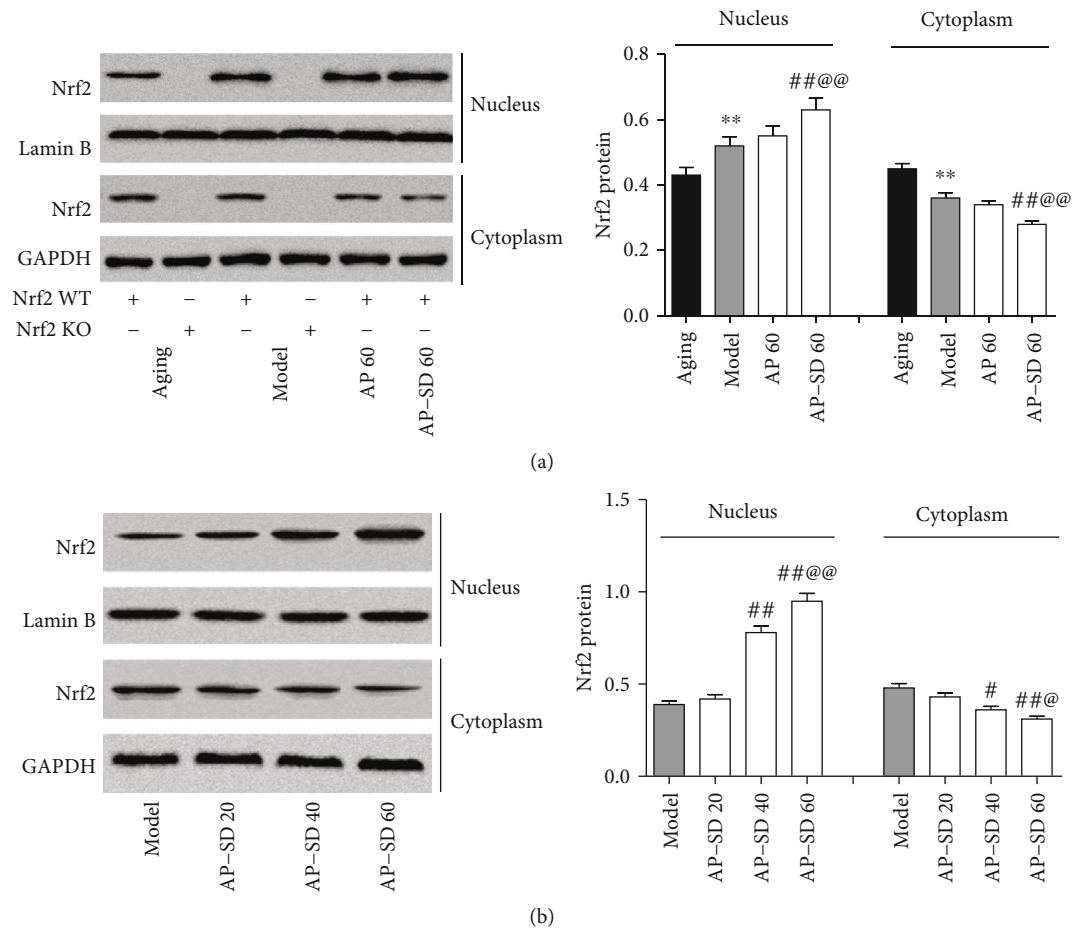 Nrf2
Lamin B
Nrf2
GAPDH
Nucleus
Cytoplasm
Nrf2 WT + − + − + +
Nrf2 KO − + − + − −
Aging Model AP 60 AP−SD 60
Nucleus Cytoplasm
Nrf2 protein
0.8
0.6
0.4
0.2
0.0
** ##@@ ** ##@@
Aging Model AP 60 AP−SD 60 Aging Model AP 60 AP−SD 60
(a)
Nrf2
Lamin B
Nrf2
GAPDH
Nucleus
Cytoplasm
Model AP−SD 20 AP−SD 40 AP−SD 60
Nucleus Cytoplasm
Nrf2 protein
1.5
1.0
0.5
0.0
## ##@@ # ##@
Model AP−SD 20 AP−SD 40 AP−SD 60 Model AP−SD 20 AP−SD 40 AP−SD 60
(b)